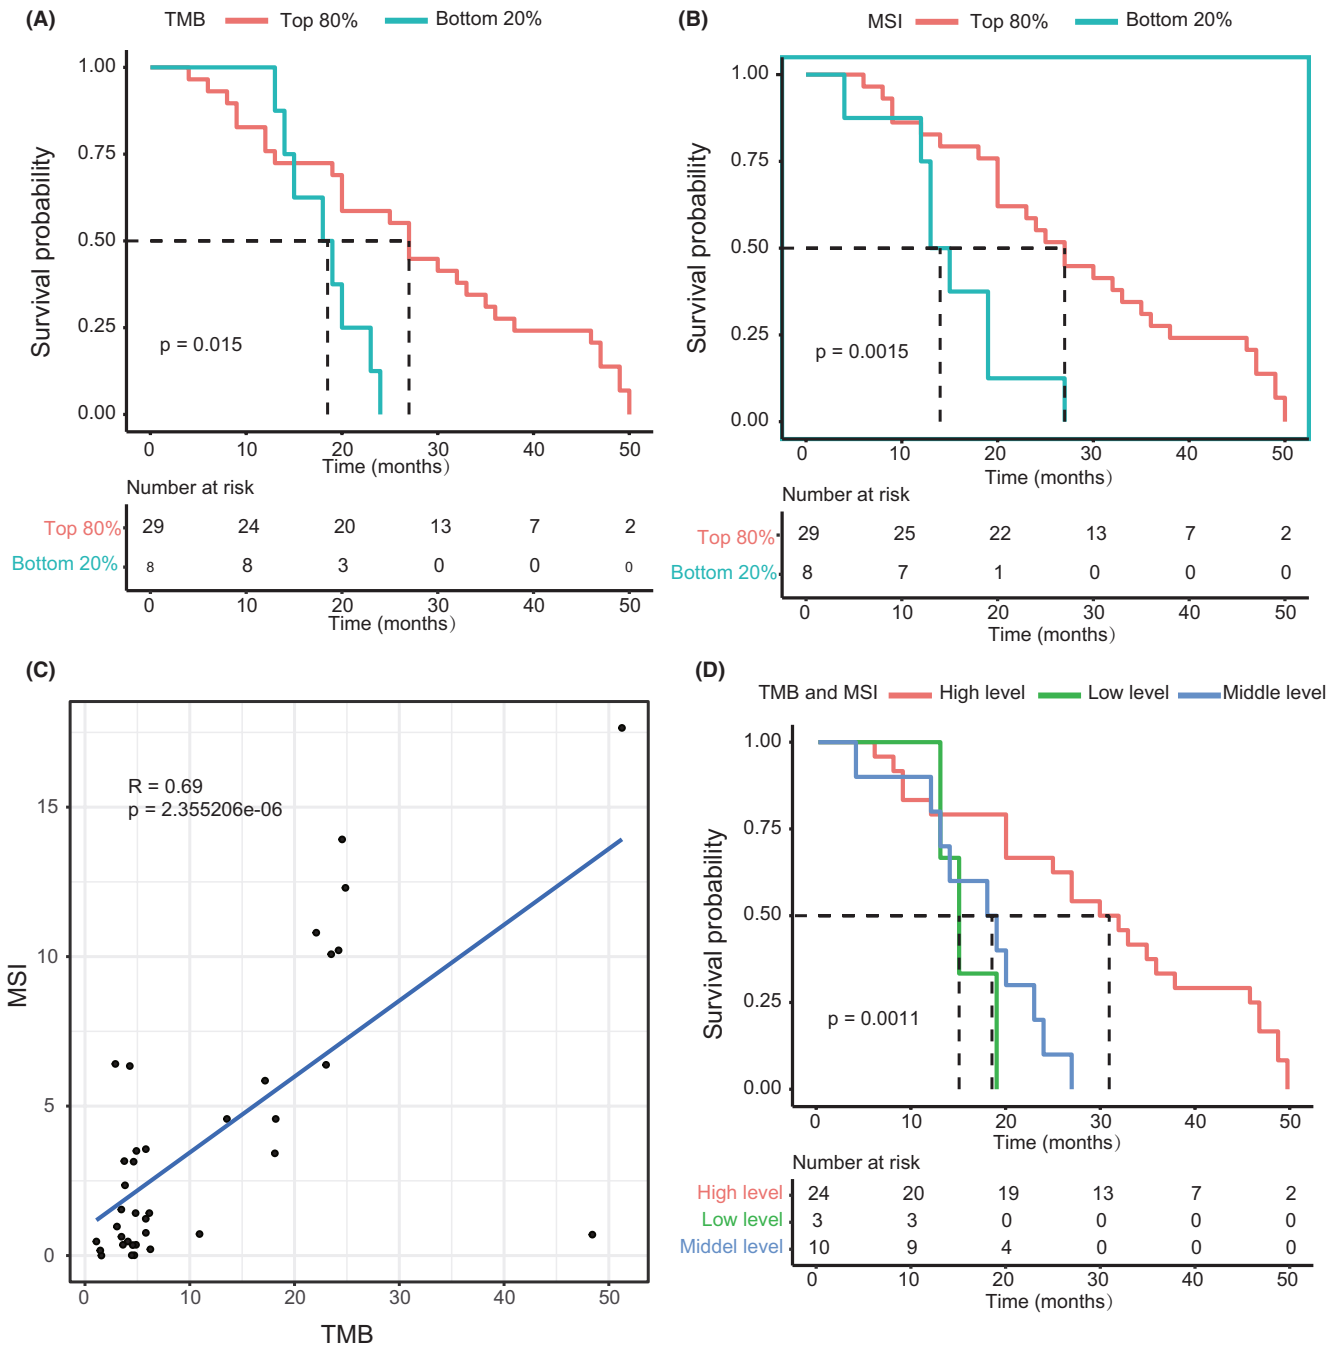 (A) TMB Top 80% Bottom 20%
1.00
0.75
0.50
0.25
0.00
Survival probability
p = 0.015
0 10 20 30 40 50
Time (months)
Number at risk
Top 80% 29 24 20 13 7 2
Bottom 20% 8 8 3 0 0 0
0 10 20 30 40 50
Time (months)
(B) MSI Top 80% Bottom 20%
1.00
0.75
0.50
0.25
0.00
Survival probability
p = 0.0015
0 10 20 30 40 50
Time (months)
Number at risk
Top 80% 29 25 22 13 7 2
Bottom 20% 8 7 1 0 0 0
0 10 20 30 40 50
Time (months)
(C)
R = 0.69
p = 2.355206e-06
15
10
5
0
MSI
0 10 20 30 40 50
TMB
(D)
TMB and MSI High level Low level Middle level
1.00
0.75
0.50
0.25
0.00
Survival probability
p = 0.0011
0 10 20 30 40 50
Time (months)
Number at risk
High level 24 20 19 13 7 2
Low level 3 3 0 0 0 0
Middel level 10 9 4 0 0 0
0 10 20 30 40 50
Time (months)